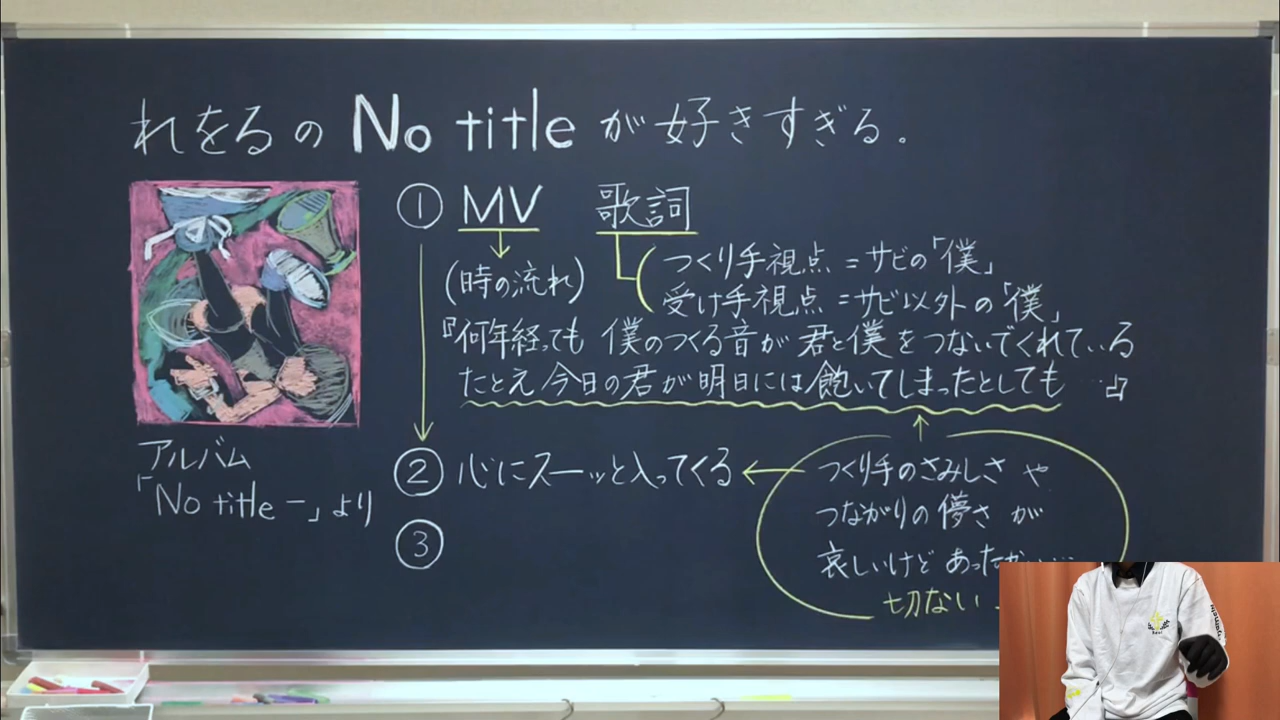 れをるの No title が好きすぎる.
① MV 歌詞
(時の流れ)
つくり手視点 = サビの「僕」
受け手視点 = サビ以外の「僕」
『何年経っても 僕のつくる音が 君と僕をつないでくれている
たとえ 今日の君が明日には飽いてしまったとしても …』
アルバム
「No title −」より
② 心にスーッと入ってくる
つくり手のさみしさ や
つながりの儚さ が
哀しいけど あったかい
切ない
③